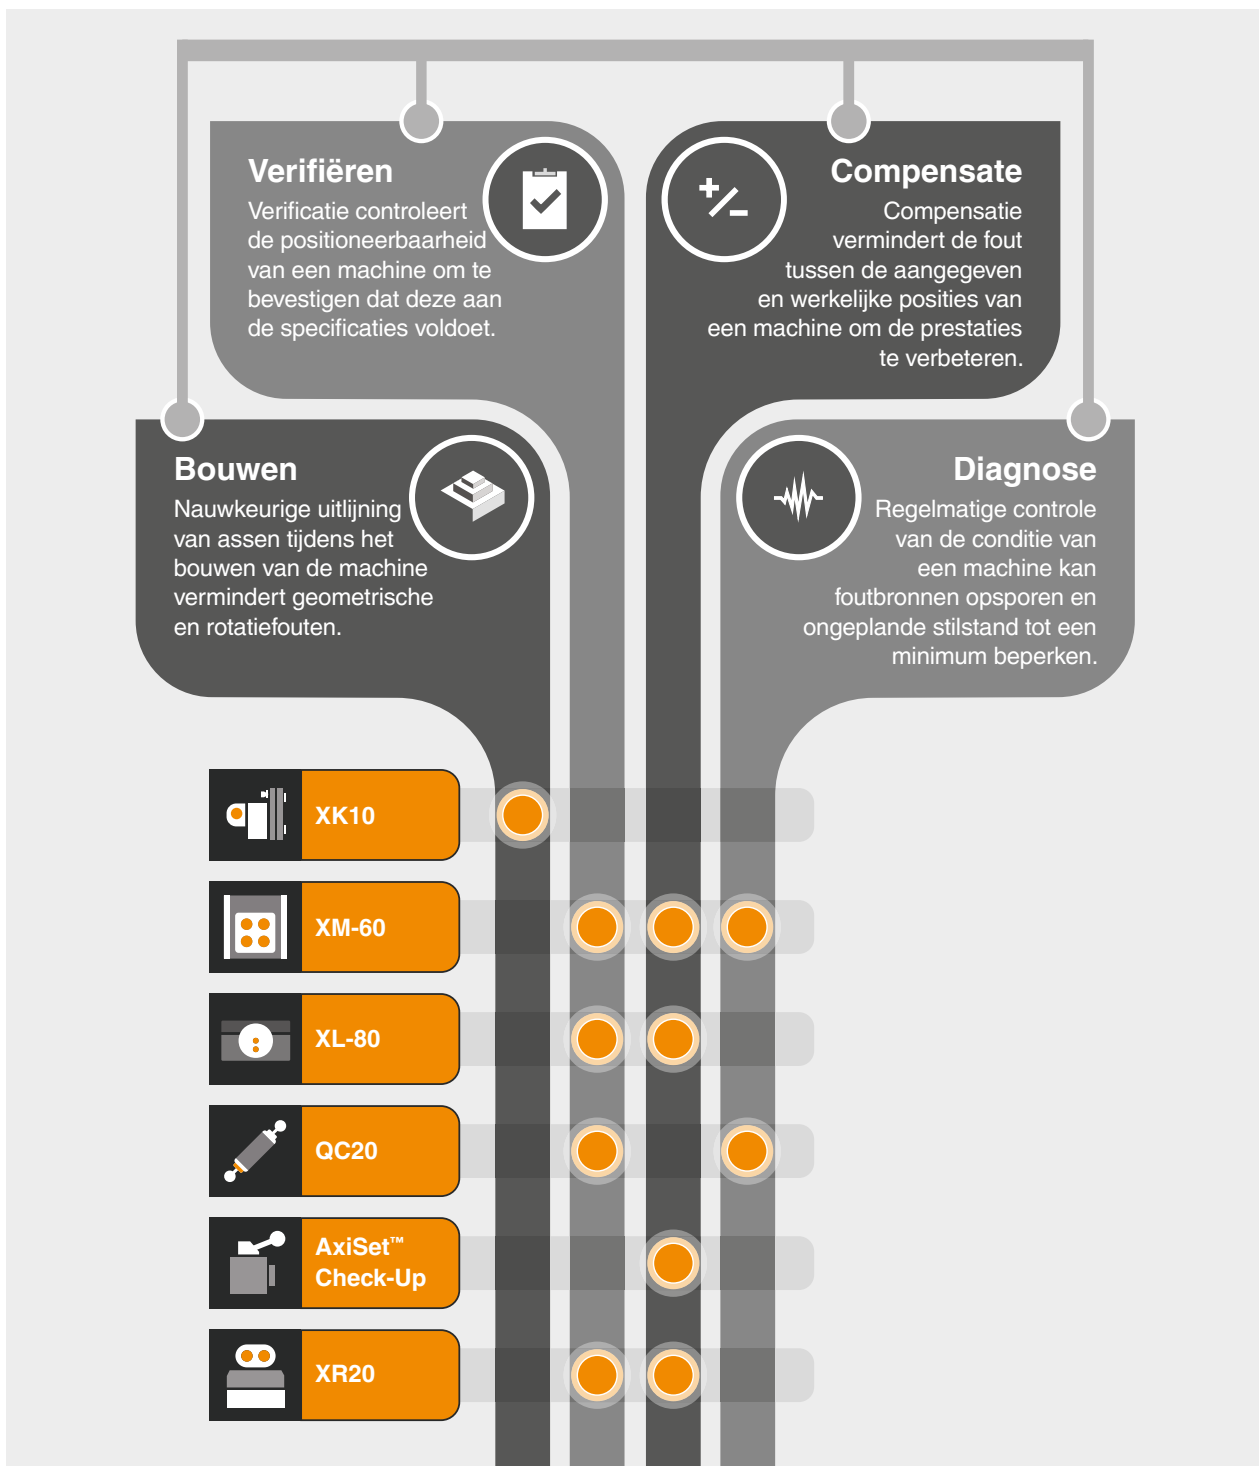 Verifiëren
Verificatie controleert
de positioneerbaarheid
van een machine om te
bevestigen dat deze aan
de specificaties voldoet.
Compensate
Compensatie
vermindert de fout
tussen de aangegeven
en werkelijke posities van
een machine om de prestaties
te verbeteren.
Bouwen
Nauwkeurige uitlijning
van assen tijdens het
bouwen van de machine
vermindert geometrische
en rotatiefouten.
Diagnose
Regelmatige controle
van de conditie van
een machine kan
foutbronnen opsporen en
ongeplande stilstand tot een
minimum beperken.
XK10
XM-60
XL-80
QC20
AxiSet™
Check-Up
XR20